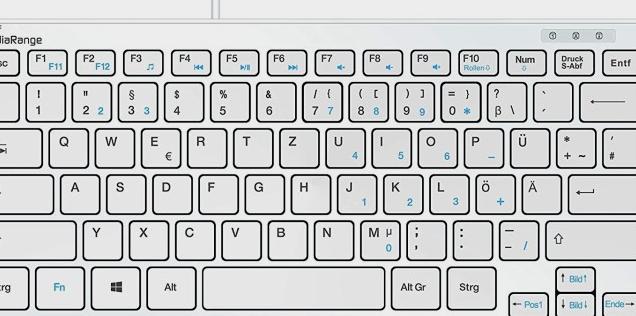 diaRange
sc F1 F11 F2 F12 F3 F4 F5 F6 F7 F8 F9 F10 Rollen⇩ Num Druck S-Abf Entf
! 1 " 2 2 § 3 3 $ 4 % 5 & 6 / { 7 7 ( [ 8 8 ) ] 9 9 = } 0 * ? ß \ ` ´
Q W E € R T Z U 4 I 5 O 6 P - Ü * + ~ ' #
A S D F G H J 1 K 2 L 3 Ö + Ä
Y X C V B N M µ 0 ; , : . _ - /
trg Fn Alt Alt Gr Strg ↑ Bild↑
← Pos1 ↓ Bild↓ Ende→